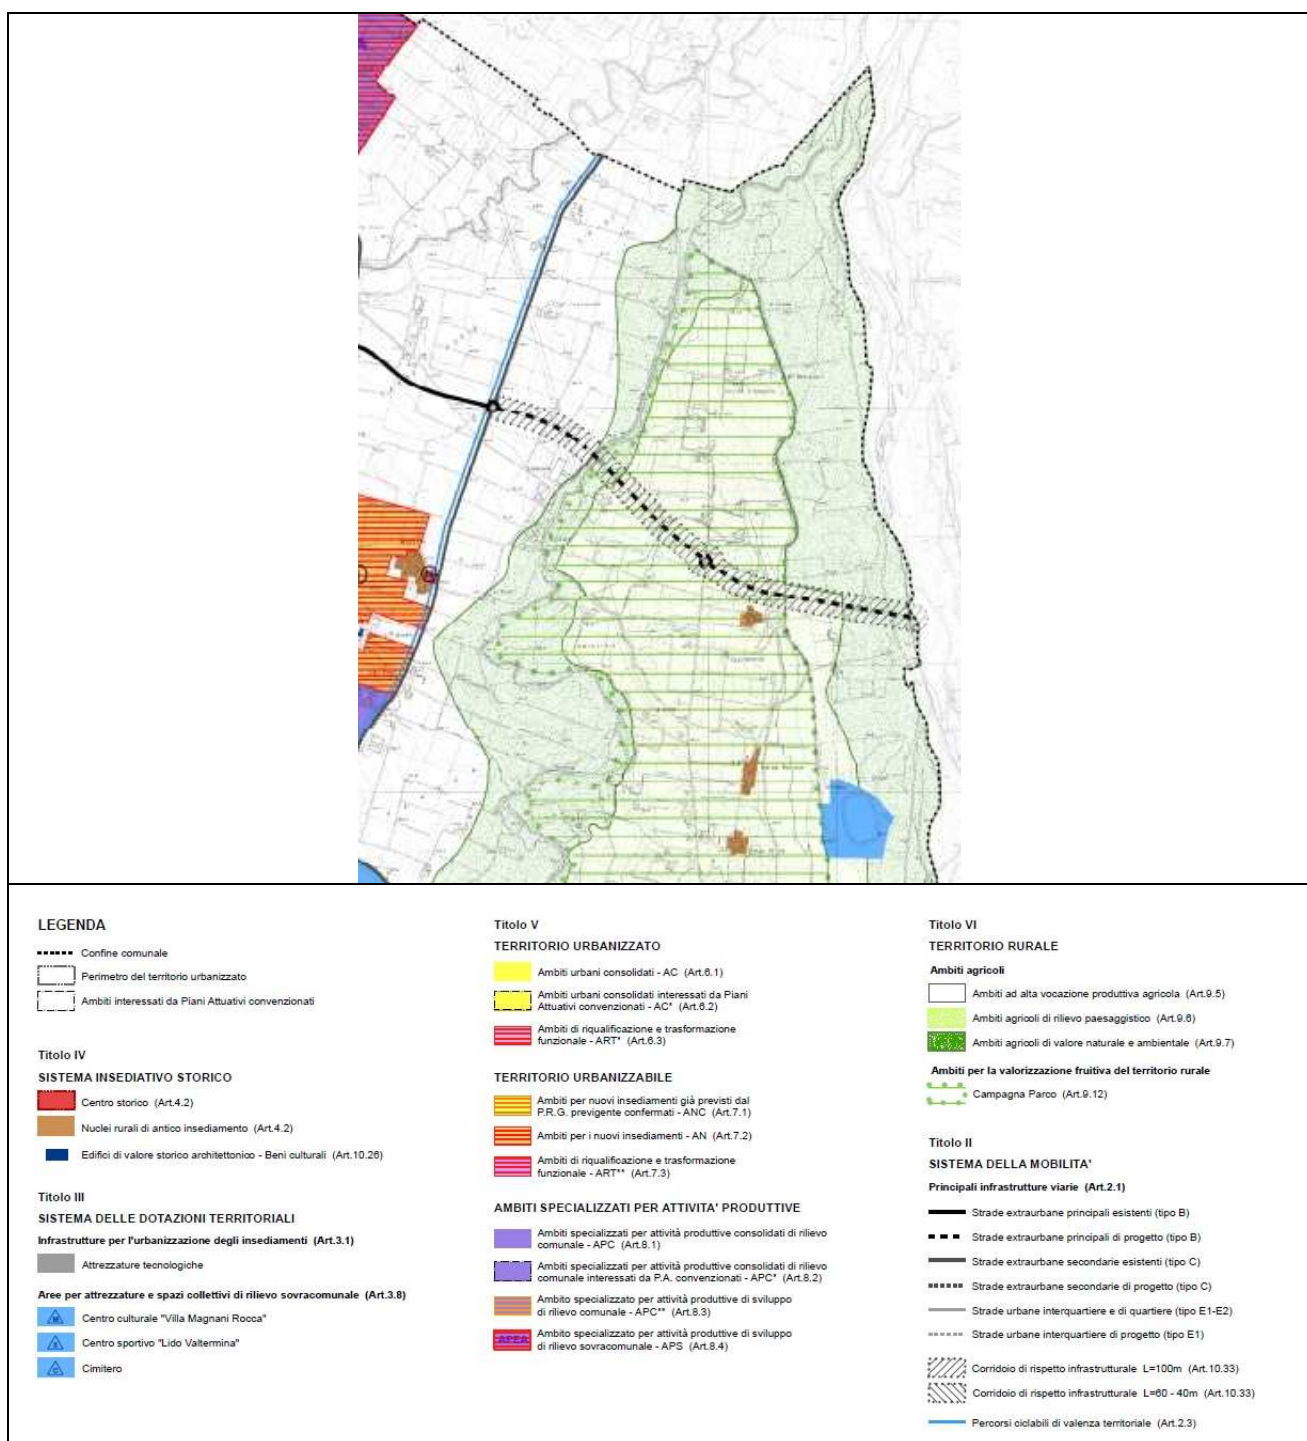 LEGENDA
Confine comunale
Perimetro del territorio urbanizzato
Ambiti interessati da Piani Attuativi convenzionati
Titolo IV
SISTEMA INSEDIATIVO STORICO
Centro storico (Art.4.2)
Nuclei rurali di antico insediamento (Art.4.2)
Edifici di valore storico architettonico - Beni culturali (Art.10.26)
Titolo III
SISTEMA DELLE DOTAZIONI TERRITORIALI
Infrastrutture per l'urbanizzazione degli insediamenti (Art.3.1)
Attrezzature tecnologiche
Aree per attrezzature e spazi collettivi di rilievo sovracomunale (Art.3.8)
Centro culturale "Villa Magnani Rocca"
Centro sportivo "Lido Valtermina"
Cimitero
Titolo V
TERRITORIO URBANIZZATO
Ambiti urbani consolidati - AC (Art.6.1)
Ambiti urbani consolidati interessati da Piani
Attuativi convenzionati - AC* (Art.6.2)
Ambiti di riqualificazione e trasformazione
funzionale - ART* (Art.6.3)
TERRITORIO URBANIZZABILE
Ambiti per nuovi insediamenti già previsti dal
P.R.G. previgente confermati - ANC (Art.7.1)
Ambiti per i nuovi insediamenti - AN (Art.7.2)
Ambiti di riqualificazione e trasformazione
funzionale - ART** (Art.7.3)
AMBITI SPECIALIZZATI PER ATTIVITA' PRODUTTIVE
Ambiti specializzati per attività produttive consolidati di rilievo
comunale - APC (Art.8.1)
Ambiti specializzati per attività produttive consolidati di rilievo
comunale interessati da P.A. convenzionati - APC* (Art.8.2)
Ambito specializzato per attività produttive di sviluppo
di rilievo comunale - APC** (Art.8.3)
APEA
Ambito specializzato per attività produttive di sviluppo
di rilievo sovracomunale - APS (Art.8.4)
Titolo VI
TERRITORIO RURALE
Ambiti agricoli
Ambiti ad alta vocazione produttiva agricola (Art.9.5)
Ambiti agricoli di rilievo paesaggistico (Art.9.6)
Ambiti agricoli di valore naturale e ambientale (Art.9.7)
Ambiti per la valorizzazione fruitiva del territorio rurale
Campagna Parco (Art.9.12)
Titolo II
SISTEMA DELLA MOBILITA'
Principali infrastrutture viarie (Art.2.1)
Strade extraurbane principali esistenti (tipo B)
Strade extraurbane principali di progetto (tipo B)
Strade extraurbane secondarie esistenti (tipo C)
Strade extraurbane secondarie di progetto (tipo C)
Strade urbane interquartiere e di quartiere (tipo E1-E2)
Strade urbane interquartiere di progetto (tipo E1)
Corridoio di rispetto infrastrutturale L=100m (Art.10.33)
Corridoio di rispetto infrastrutturale L=60 - 40m (Art.10.33)
Percorsi ciclabili di valenza territoriale (Art.2.3)